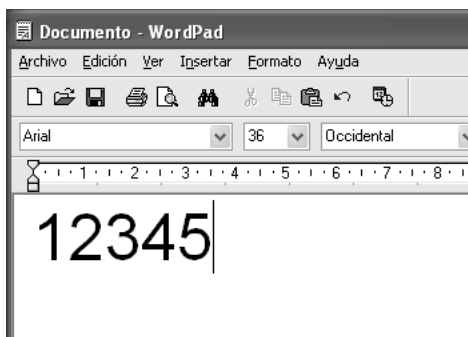 Documento - WordPad
Archivo Edición Ver Insertar Formato Ayuda
Arial 36 Occidental
1 2 3 4 5 6 7 8
12345